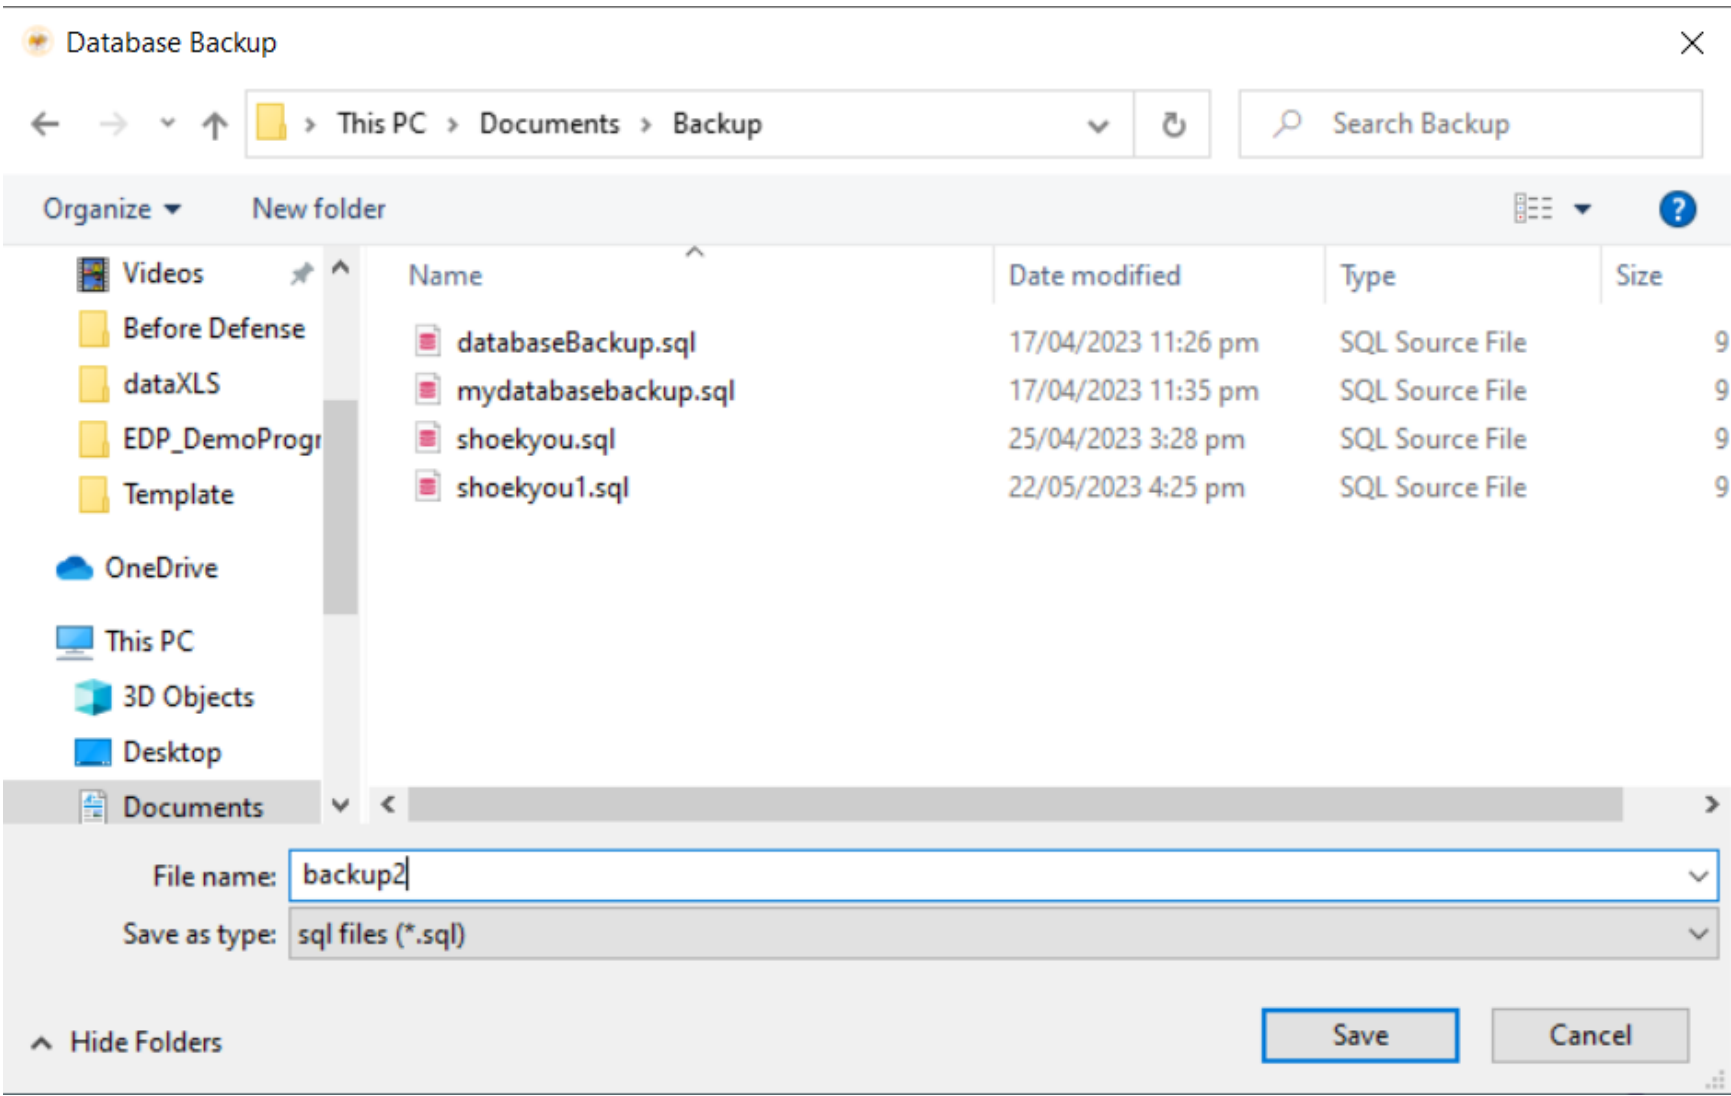 Database Backup
This PC > Documents > Backup
Search Backup
Organize
New folder
Videos
Before Defense
dataXLS
EDP_DemoProgr
Template
OneDrive
This PC
3D Objects
Desktop
Documents
Name Date modified Type Size
databaseBackup.sql 17/04/2023 11:26 pm SQL Source File 9
mydatabasebackup.sql 17/04/2023 11:35 pm SQL Source File 9
shoekyou.sql 25/04/2023 3:28 pm SQL Source File 9
shoekyou1.sql 22/05/2023 4:25 pm SQL Source File 9
File name: backup2
Save as type: sql files (*.sql)
Hide Folders
Save
Cancel